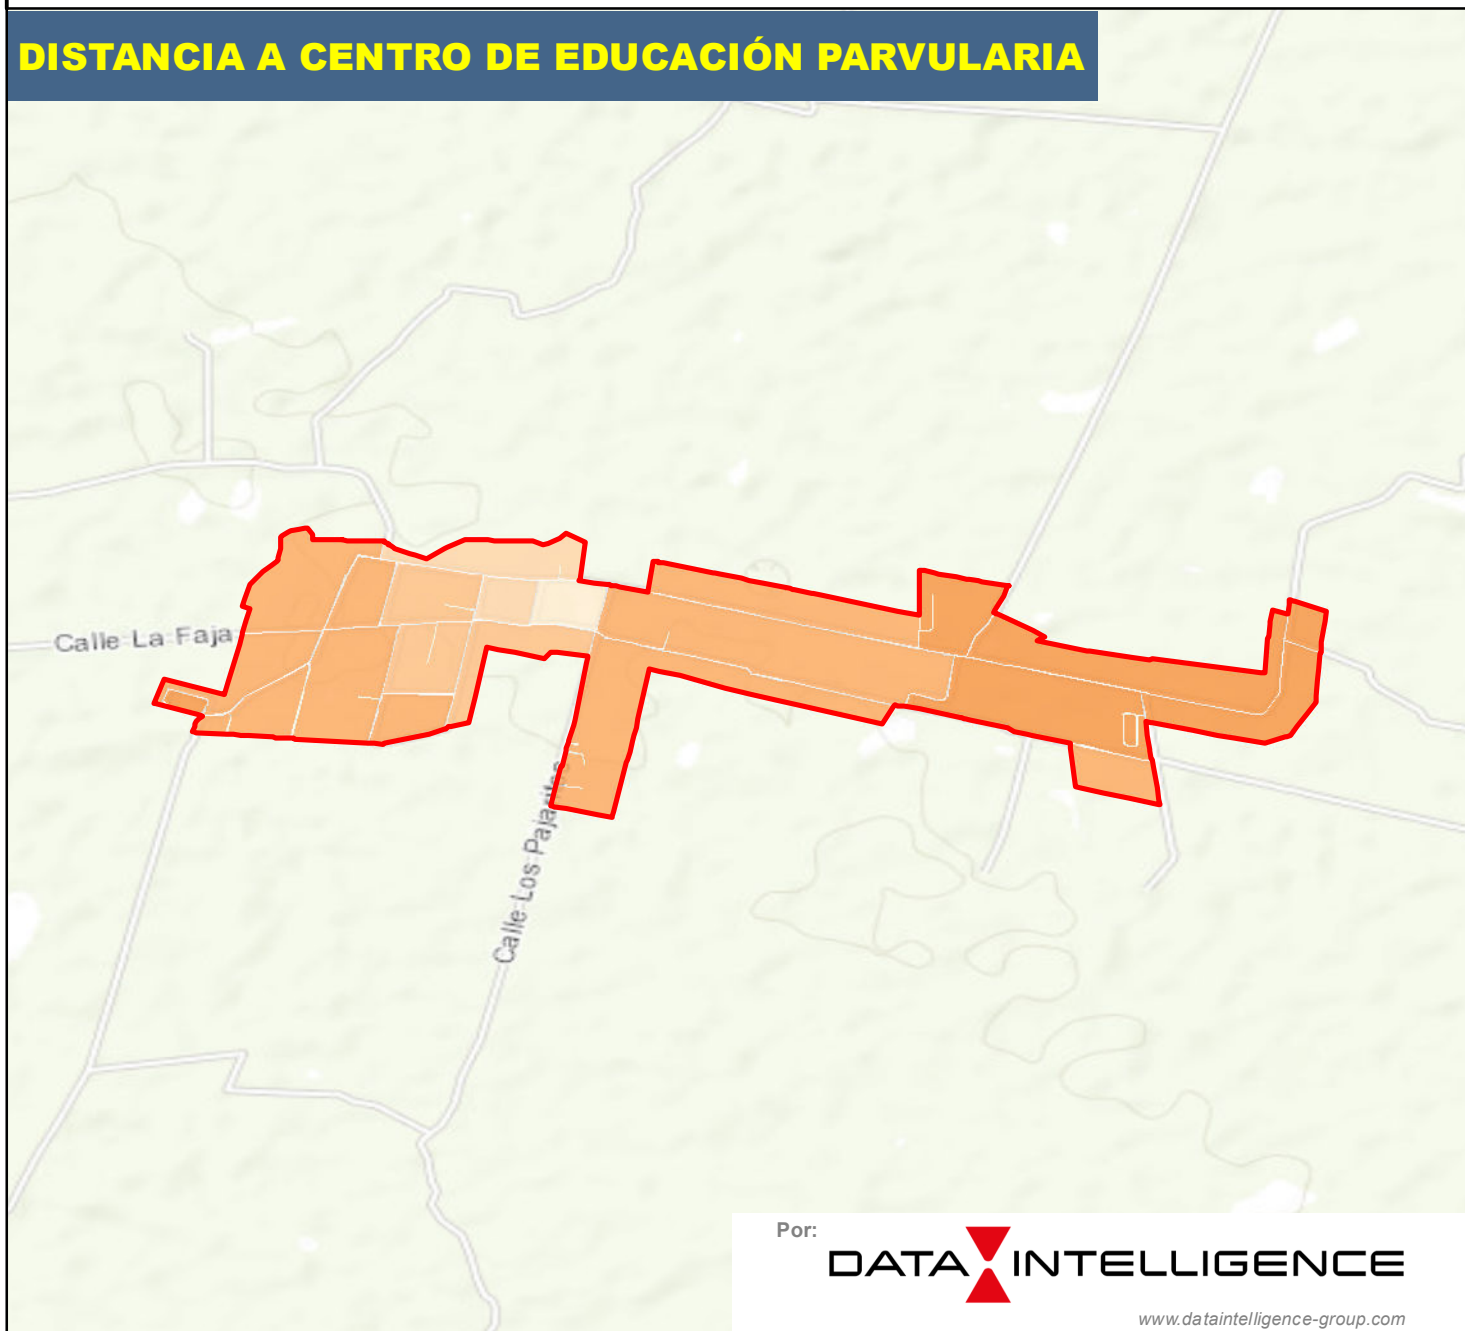 DISTANCIA A CENTRO DE EDUCACIÓN PARVULARIA
Calle La Faja
Calle Los Pajaritos
Por:
DATA INTELLIGENCE
www.dataintelligence-group.com